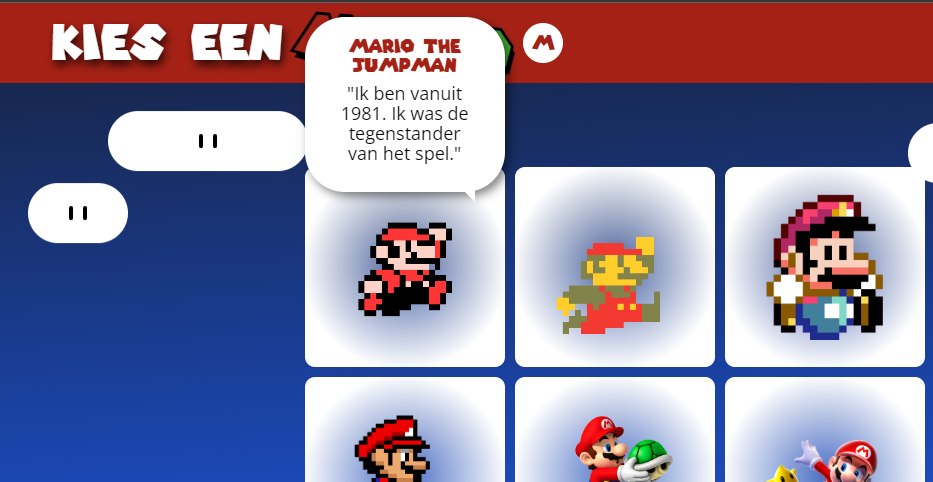 KIES EEN
M
MARIO THE
JUMPMAN
"Ik ben vanuit
1981. Ik was de
tegenstander
van het spel."